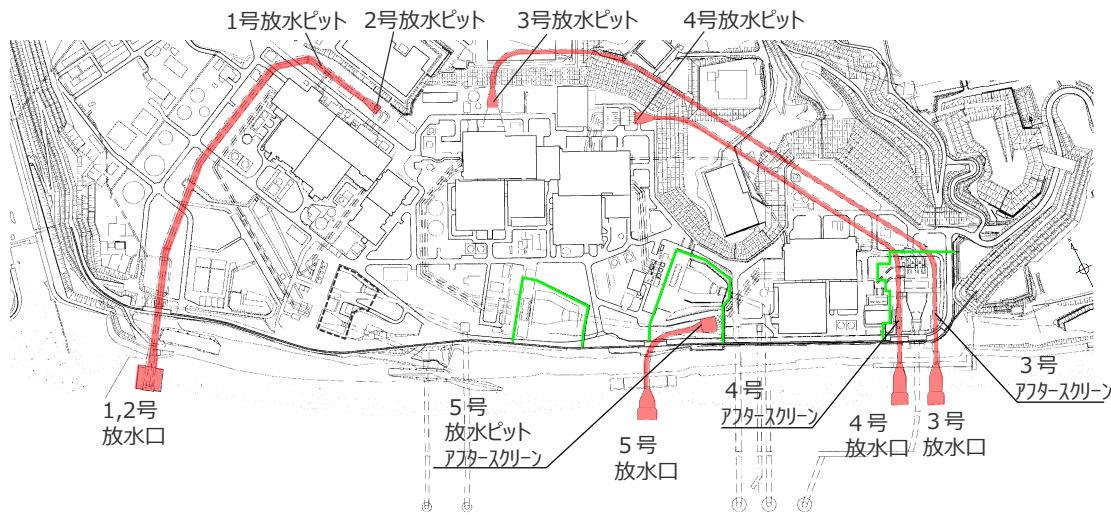 1号放水ピット
2号放水ピット
3号放水ピット
4号放水ピット
1,2号
放水口
5号
放水ピット
アフタースクリーン
5号
放水口
4号
アフタースクリーン
4号
放水口
3号
放水口
3号
アフタースクリーン